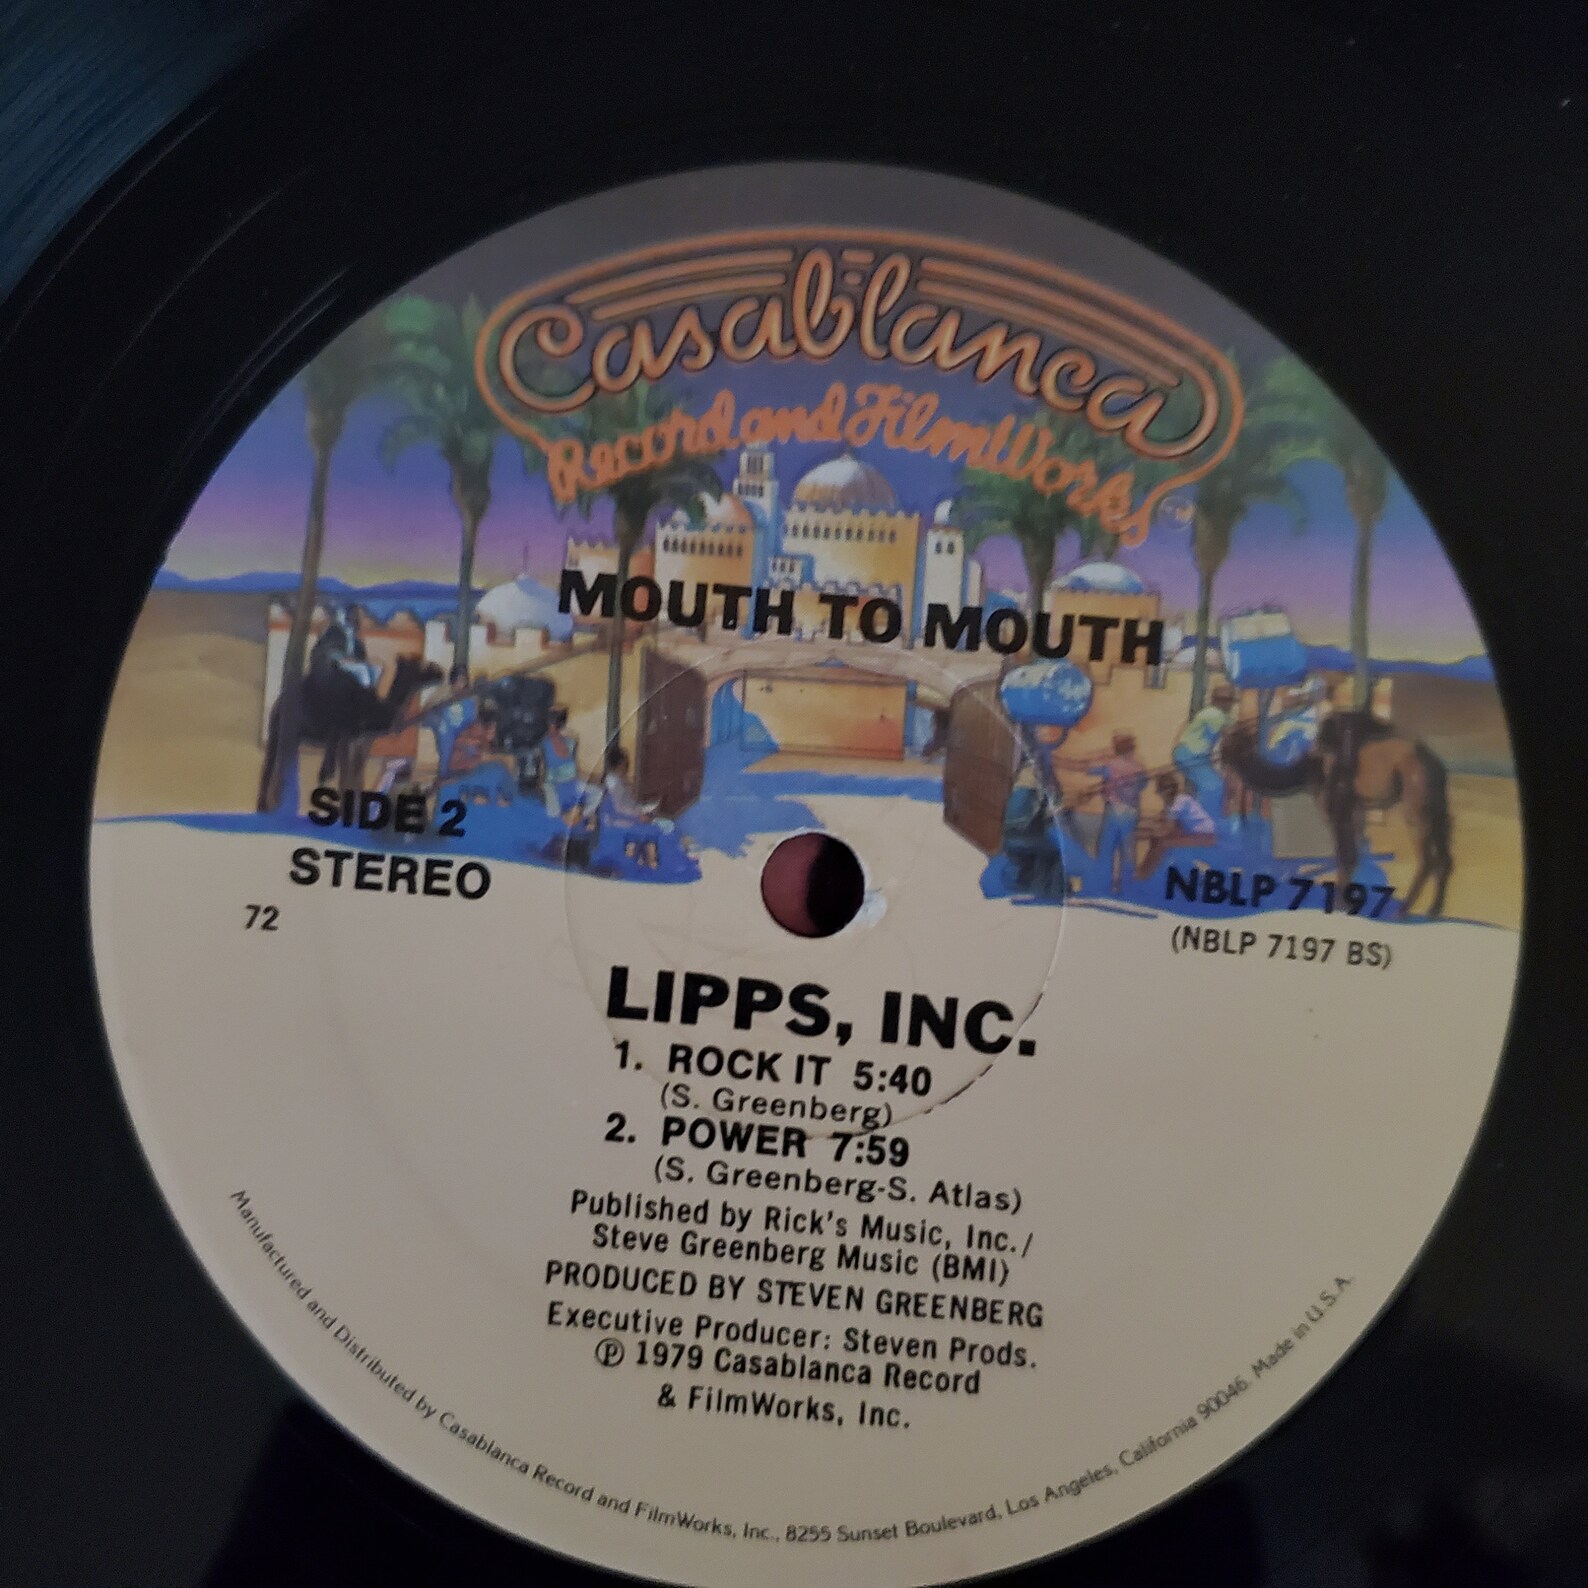 Casablanca
Record and FilmWorks
TM
MOUTH TO MOUTH
SIDE 2
STEREO
72
NBLP 7197
(NBLP 7197 BS)
LIPPS, INC.
1. ROCK IT 5:40
(S. Greenberg)
2. POWER 7:59
(S. Greenberg-S. Atlas)
Published by Rick's Music, Inc./
Steve Greenberg Music (BMI)
PRODUCED BY STEVEN GREENBERG
Executive Producer: Steven Prods.
℗ 1979 Casablanca Record
& FilmWorks, Inc.
Manufactured and Distributed by Casablanca Record and FilmWorks, Inc., 8255 Sunset Boulevard, Los Angeles, California 90046. Made in U.S.A.